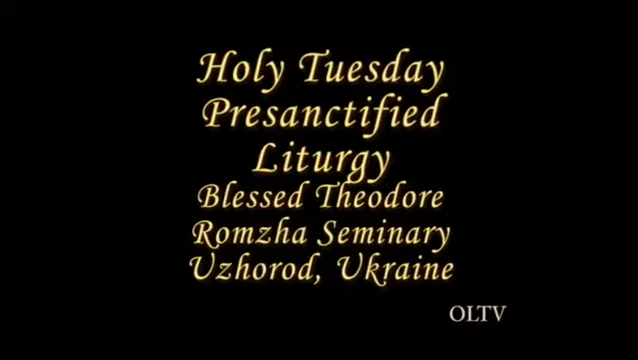 Holy Tuesday
Presanctified
Liturgy
Blessed Theodore
Romzha Seminary
Uzhorod, Ukraine
OLTV